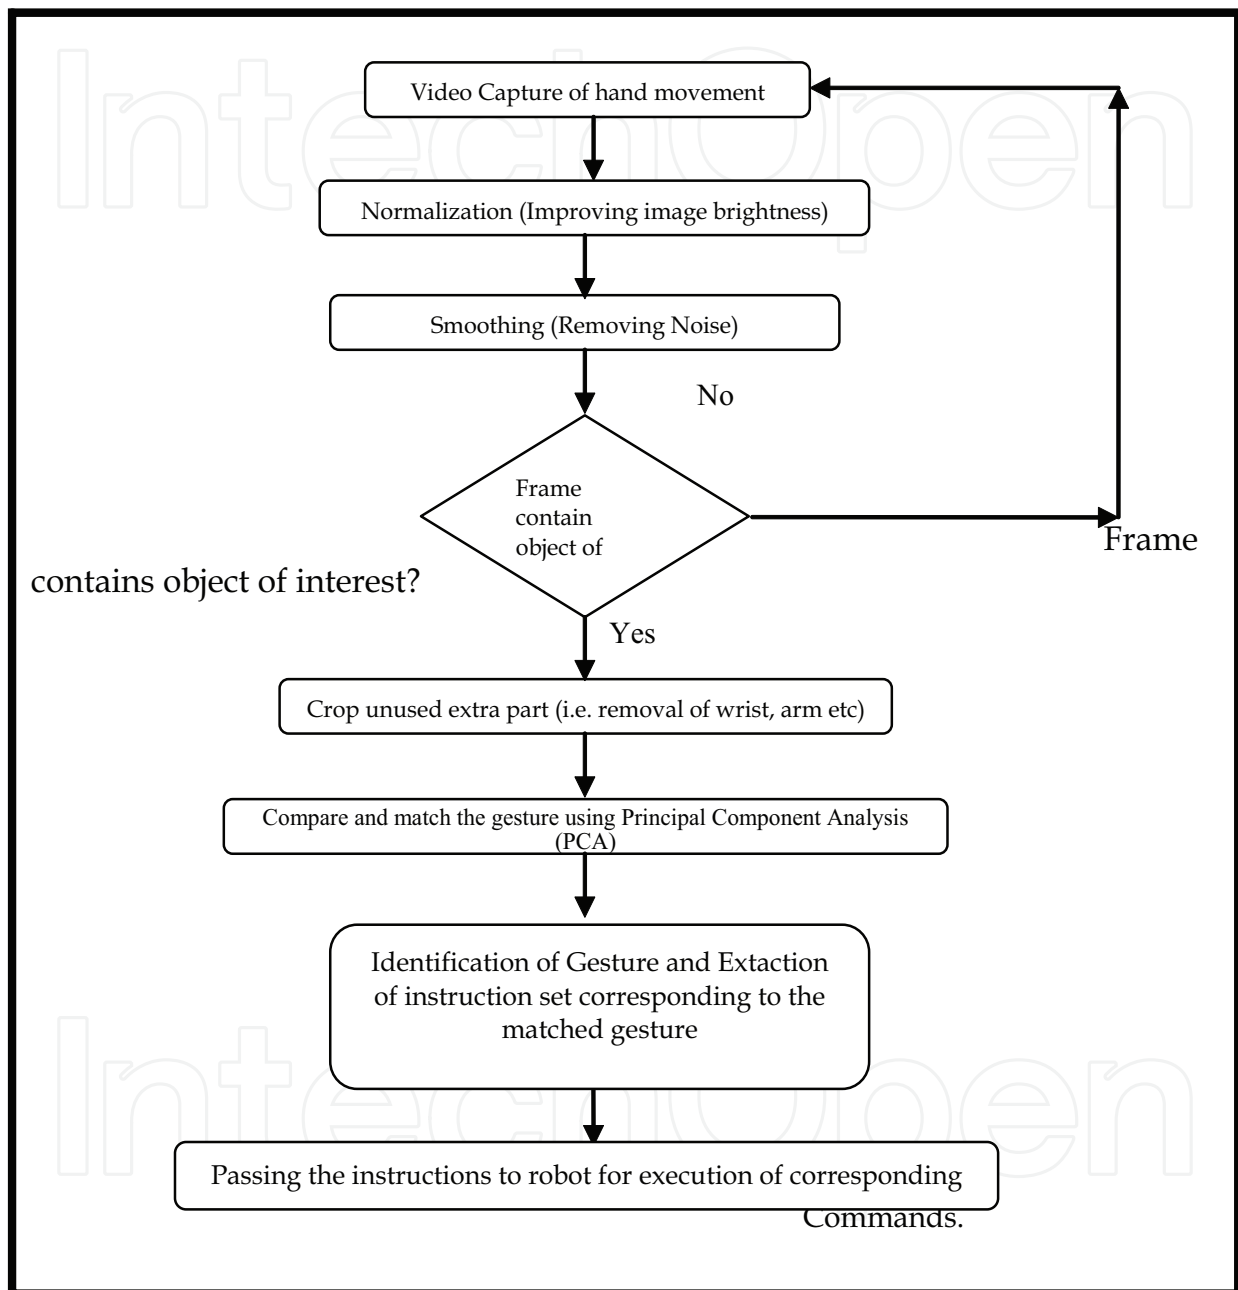 IntechOpen
Video Capture of hand movement
Normalization (Improving image brightness)
Smoothing (Removing Noise)
No
Frame
contain
object of
Frame
contains object of interest?
Yes
Crop unused extra part (i.e. removal of wrist, arm etc)
Compare and match the gesture using Principal Component Analysis
(PCA)
Identification of Gesture and Extaction
of instruction set corresponding to the
matched gesture
IntechOpen
Passing the instructions to robot for execution of corresponding
Commands.